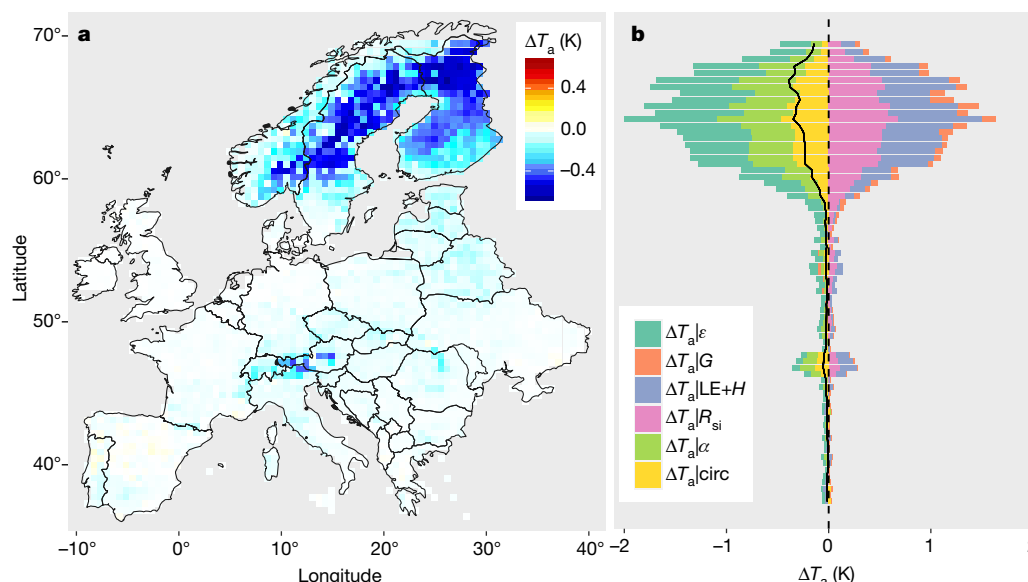 a
ΔTa (K)
0.4
0.0
−0.4
70°
60°
50°
40°
Latitude
−10°
0°
10°
20°
30°
40°
Longitude
b
ΔTa|ε
ΔTa|G
ΔTa|LE+H
ΔTa|Rsi
ΔTa|α
ΔTa|circ
−2
−1
0
1
ΔTa (K)